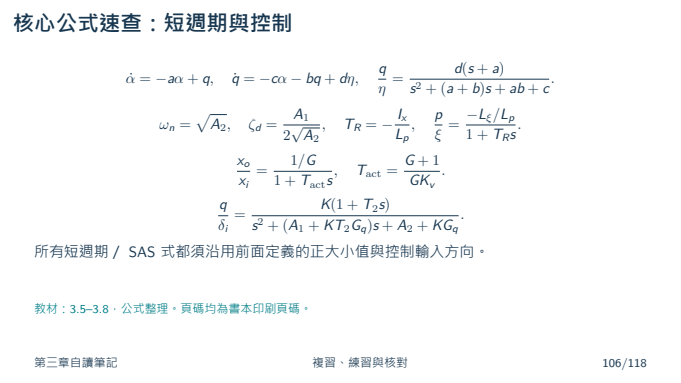 核心公式速查：短週期與控制
α̇ = −aα + q,　q̇ = −cα − bq + dη,　q/η = d(s + a)/(s² + (a + b)s + ab + c).
ωₙ = √A₂,　ζ_d = A₁/(2√A₂),　T_R = −I_x/L_p,　p/ξ = (−L_ξ/L_p)/(1 + T_R s).
x_o/x_i = (1/G)/(1 + T_act s),　T_act = (G + 1)/(GK_v).
q/δ_i = K(1 + T₂s)/(s² + (A₁ + KT₂G_q)s + A₂ + KG_q).
所有短週期 / SAS 式都須沿用前面定義的正大小值與控制輸入方向。
教材：3.5–3.8，公式整理。頁碼均為書本印刷頁碼。
第三章自讀筆記　複習、練習與核對　106/118